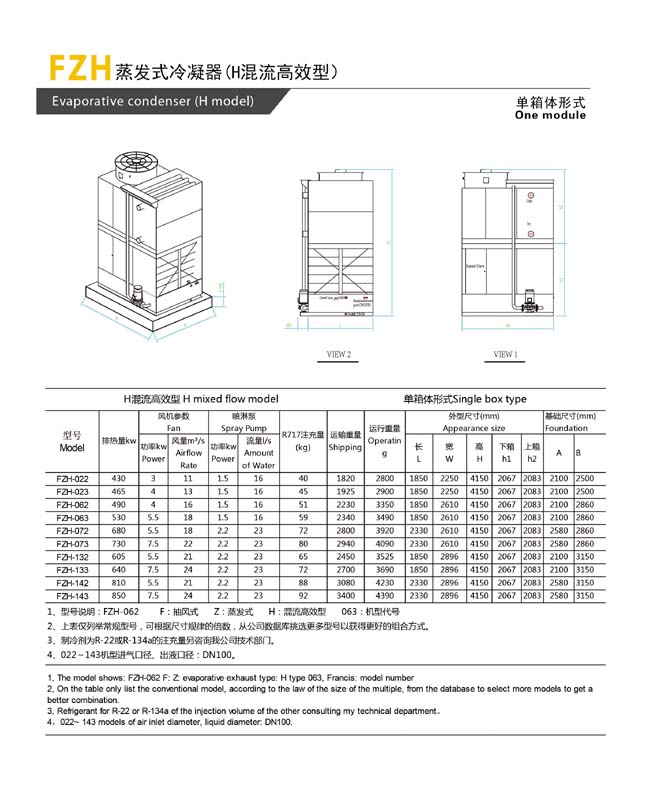 FZH 蒸发式冷凝器(H混流高效型)
Evaporative condenser (H model)
单箱体形式
One module
VIEW 2
VIEW 1
H混流高效型 H mixed flow model 单箱体形式Single box type
型号 Model 排热量kw 风机参数 Fan 喷淋泵 Spray Pump R717注充量 (kg) 运输重量 Shipping 运行重量 Operating 外型尺寸(mm) Appearance size 基础尺寸(mm) Foundation
功率kw Power 风量m³/s Airflow Rate 功率kw Power 流量l/s Amount of Water 长 L 宽 W 高 H 下箱 h1 上箱 h2 A B
FZH-022 430 3 11 1.5 16 40 1820 2800 1850 2250 4150 2067 2083 2100 2500
FZH-023 465 4 13 1.5 16 45 1925 2900 1850 2250 4150 2067 2083 2100 2500
FZH-062 490 4 16 1.5 16 51 2230 3350 1850 2610 4150 2067 2083 2100 2860
FZH-063 530 5.5 18 1.5 16 59 2340 3490 1850 2610 4150 2067 2083 2100 2860
FZH-072 680 5.5 18 2.2 23 72 2800 3920 2330 2610 4150 2067 2083 2580 2860
FZH-073 730 7.5 22 2.2 23 80 2940 4090 2330 2610 4150 2067 2083 2580 2860
FZH-132 605 5.5 21 2.2 23 65 2450 3525 1850 2896 4150 2067 2083 2100 3150
FZH-133 640 7.5 24 2.2 23 72 2700 3690 1850 2896 4150 2067 2083 2100 3150
FZH-142 810 5.5 21 2.2 23 88 3080 4230 2330 2896 4150 2067 2083 2580 3150
FZH-143 850 7.5 24 2.2 23 92 3400 4390 2330 2896 4150 2067 2083 2580 3150
1、型号说明：FZH-062 F：抽风式 Z：蒸发式 H：混流高效型 063：机型代号
2、上表仅列举常规型号，可根据尺寸规律的倍数，从公司数据库挑选更多型号以获得更好的组合方式。
3、制冷剂为R-22或R-134a的注充量另咨询我公司技术部门。
4、022～143机型进气口径、出液口径：DN100。
1, The model shows: FZH-062 F: Z: evaporative exhaust type: H type 063, Francis: model number
2, On the table only list the conventional model, according to the law of the size of the multiple, from the database to select more models to get a
better combination.
3, Refrigerant for R-22 or R-134a of the injection volume of the other consulting my technical department.
4, 022~ 143 models of air inlet diameter, liquid diameter: DN100.